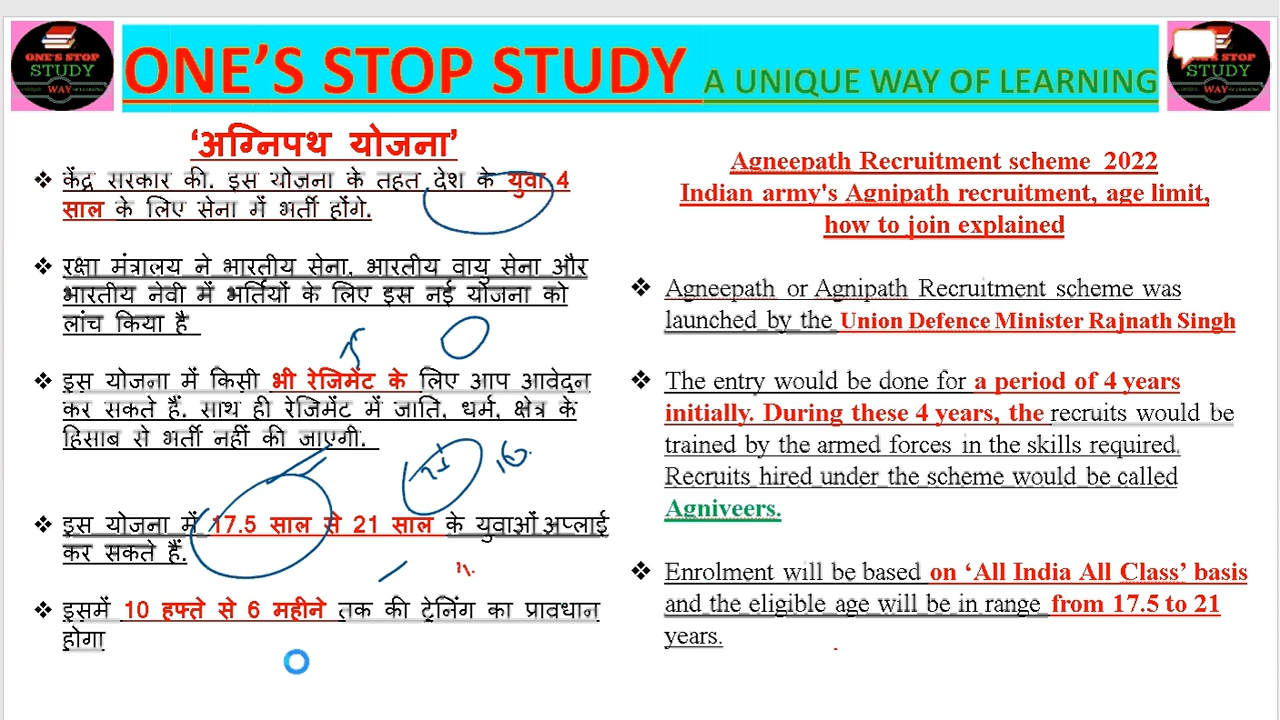 ONE'S STOP STUDY A UNIQUE WAY OF LEARNING
ONE'S STOP
STUDY
WAY
STUDY
WAY
‘अग्निपथ योजना’
❖ केंद्र सरकार की. इस योजना के तहत देश के युवा 4
साल के लिए सेना में भर्ती होंगे.
❖ रक्षा मंत्रालय ने भारतीय सेना, भारतीय वायु सेना और
भारतीय नेवी में भर्तियों के लिए इस नई योजना को
लांच किया है
❖ इस योजना में किसी भी रेजिमेंट के लिए आप आवेदन
कर सकते हैं. साथ ही रेजिमेंट में जाति, धर्म, क्षेत्र के
हिसाब से भर्ती नहीं की जाएगी.
❖ इस योजना में 17.5 साल से 21 साल के युवाओं अप्लाई
कर सकते हैं.
❖ इसमें 10 हफ्ते से 6 महीने तक की ट्रेनिंग का प्रावधान
होगा
Agneepath Recruitment scheme 2022
Indian army's Agnipath recruitment, age limit,
how to join explained
❖ Agneepath or Agnipath Recruitment scheme was
launched by the Union Defence Minister Rajnath Singh
❖ The entry would be done for a period of 4 years
initially. During these 4 years, the recruits would be
trained by the armed forces in the skills required.
Recruits hired under the scheme would be called
Agniveers.
❖ Enrolment will be based on ‘All India All Class’ basis
and the eligible age will be in range from 17.5 to 21
years.